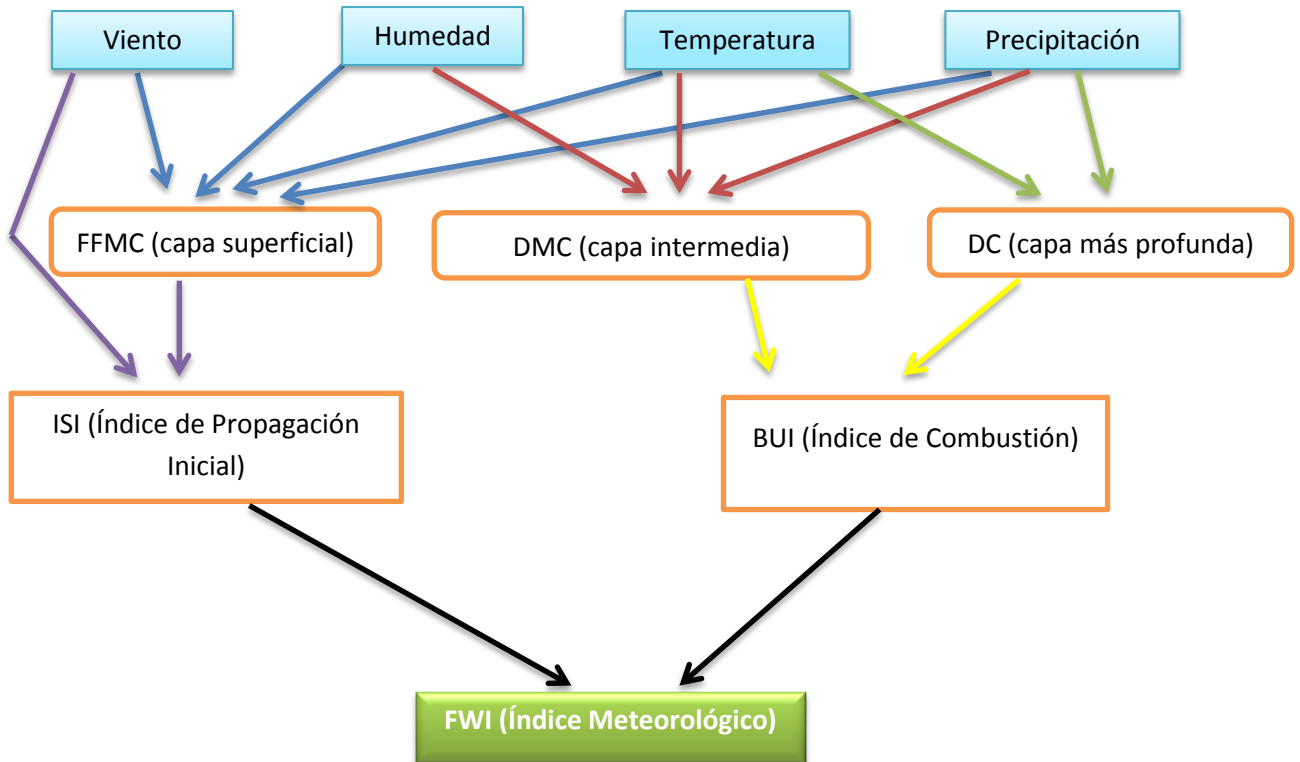 Viento
Humedad
Temperatura
Precipitación
FFMC (capa superficial)
DMC (capa intermedia)
DC (capa más profunda)
ISI (Índice de Propagación
Inicial)
BUI (Índice de Combustión)
FWI (Índice Meteorológico)